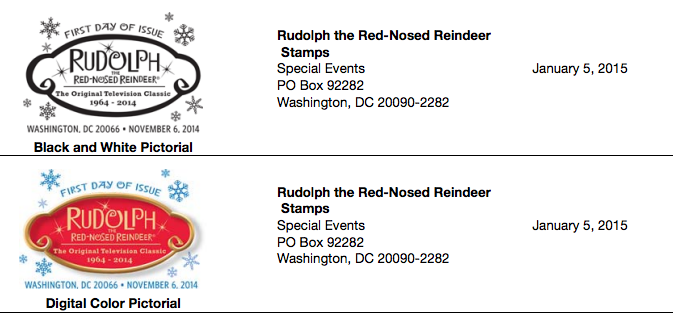 FIRST DAY OF ISSUE
RUDOLPH
THE
RED-NOSED REINDEER®
The Original Television Classic
1964 - 2014
WASHINGTON, DC 20066 • NOVEMBER 6, 2014
Black and White Pictorial
Rudolph the Red-Nosed Reindeer
Stamps
Special Events January 5, 2015
PO Box 92282
Washington, DC 20090-2282
FIRST DAY OF ISSUE
RUDOLPH
THE
RED-NOSED REINDEER®
The Original Television Classic
1964 - 2014
WASHINGTON, DC 20066 • NOVEMBER 6, 2014
Digital Color Pictorial
Rudolph the Red-Nosed Reindeer
Stamps
Special Events January 5, 2015
PO Box 92282
Washington, DC 20090-2282